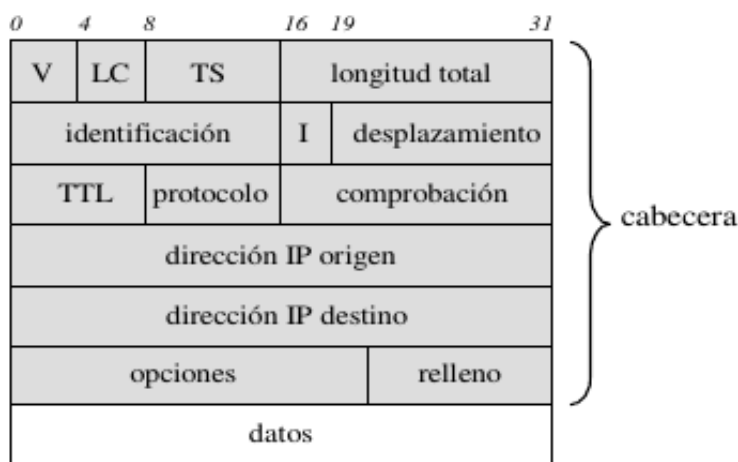 0 4 8 16 19 31
V LC TS longitud total
identificación I desplazamiento
TTL protocolo comprobación
cabecera
dirección IP origen
dirección IP destino
opciones relleno
datos